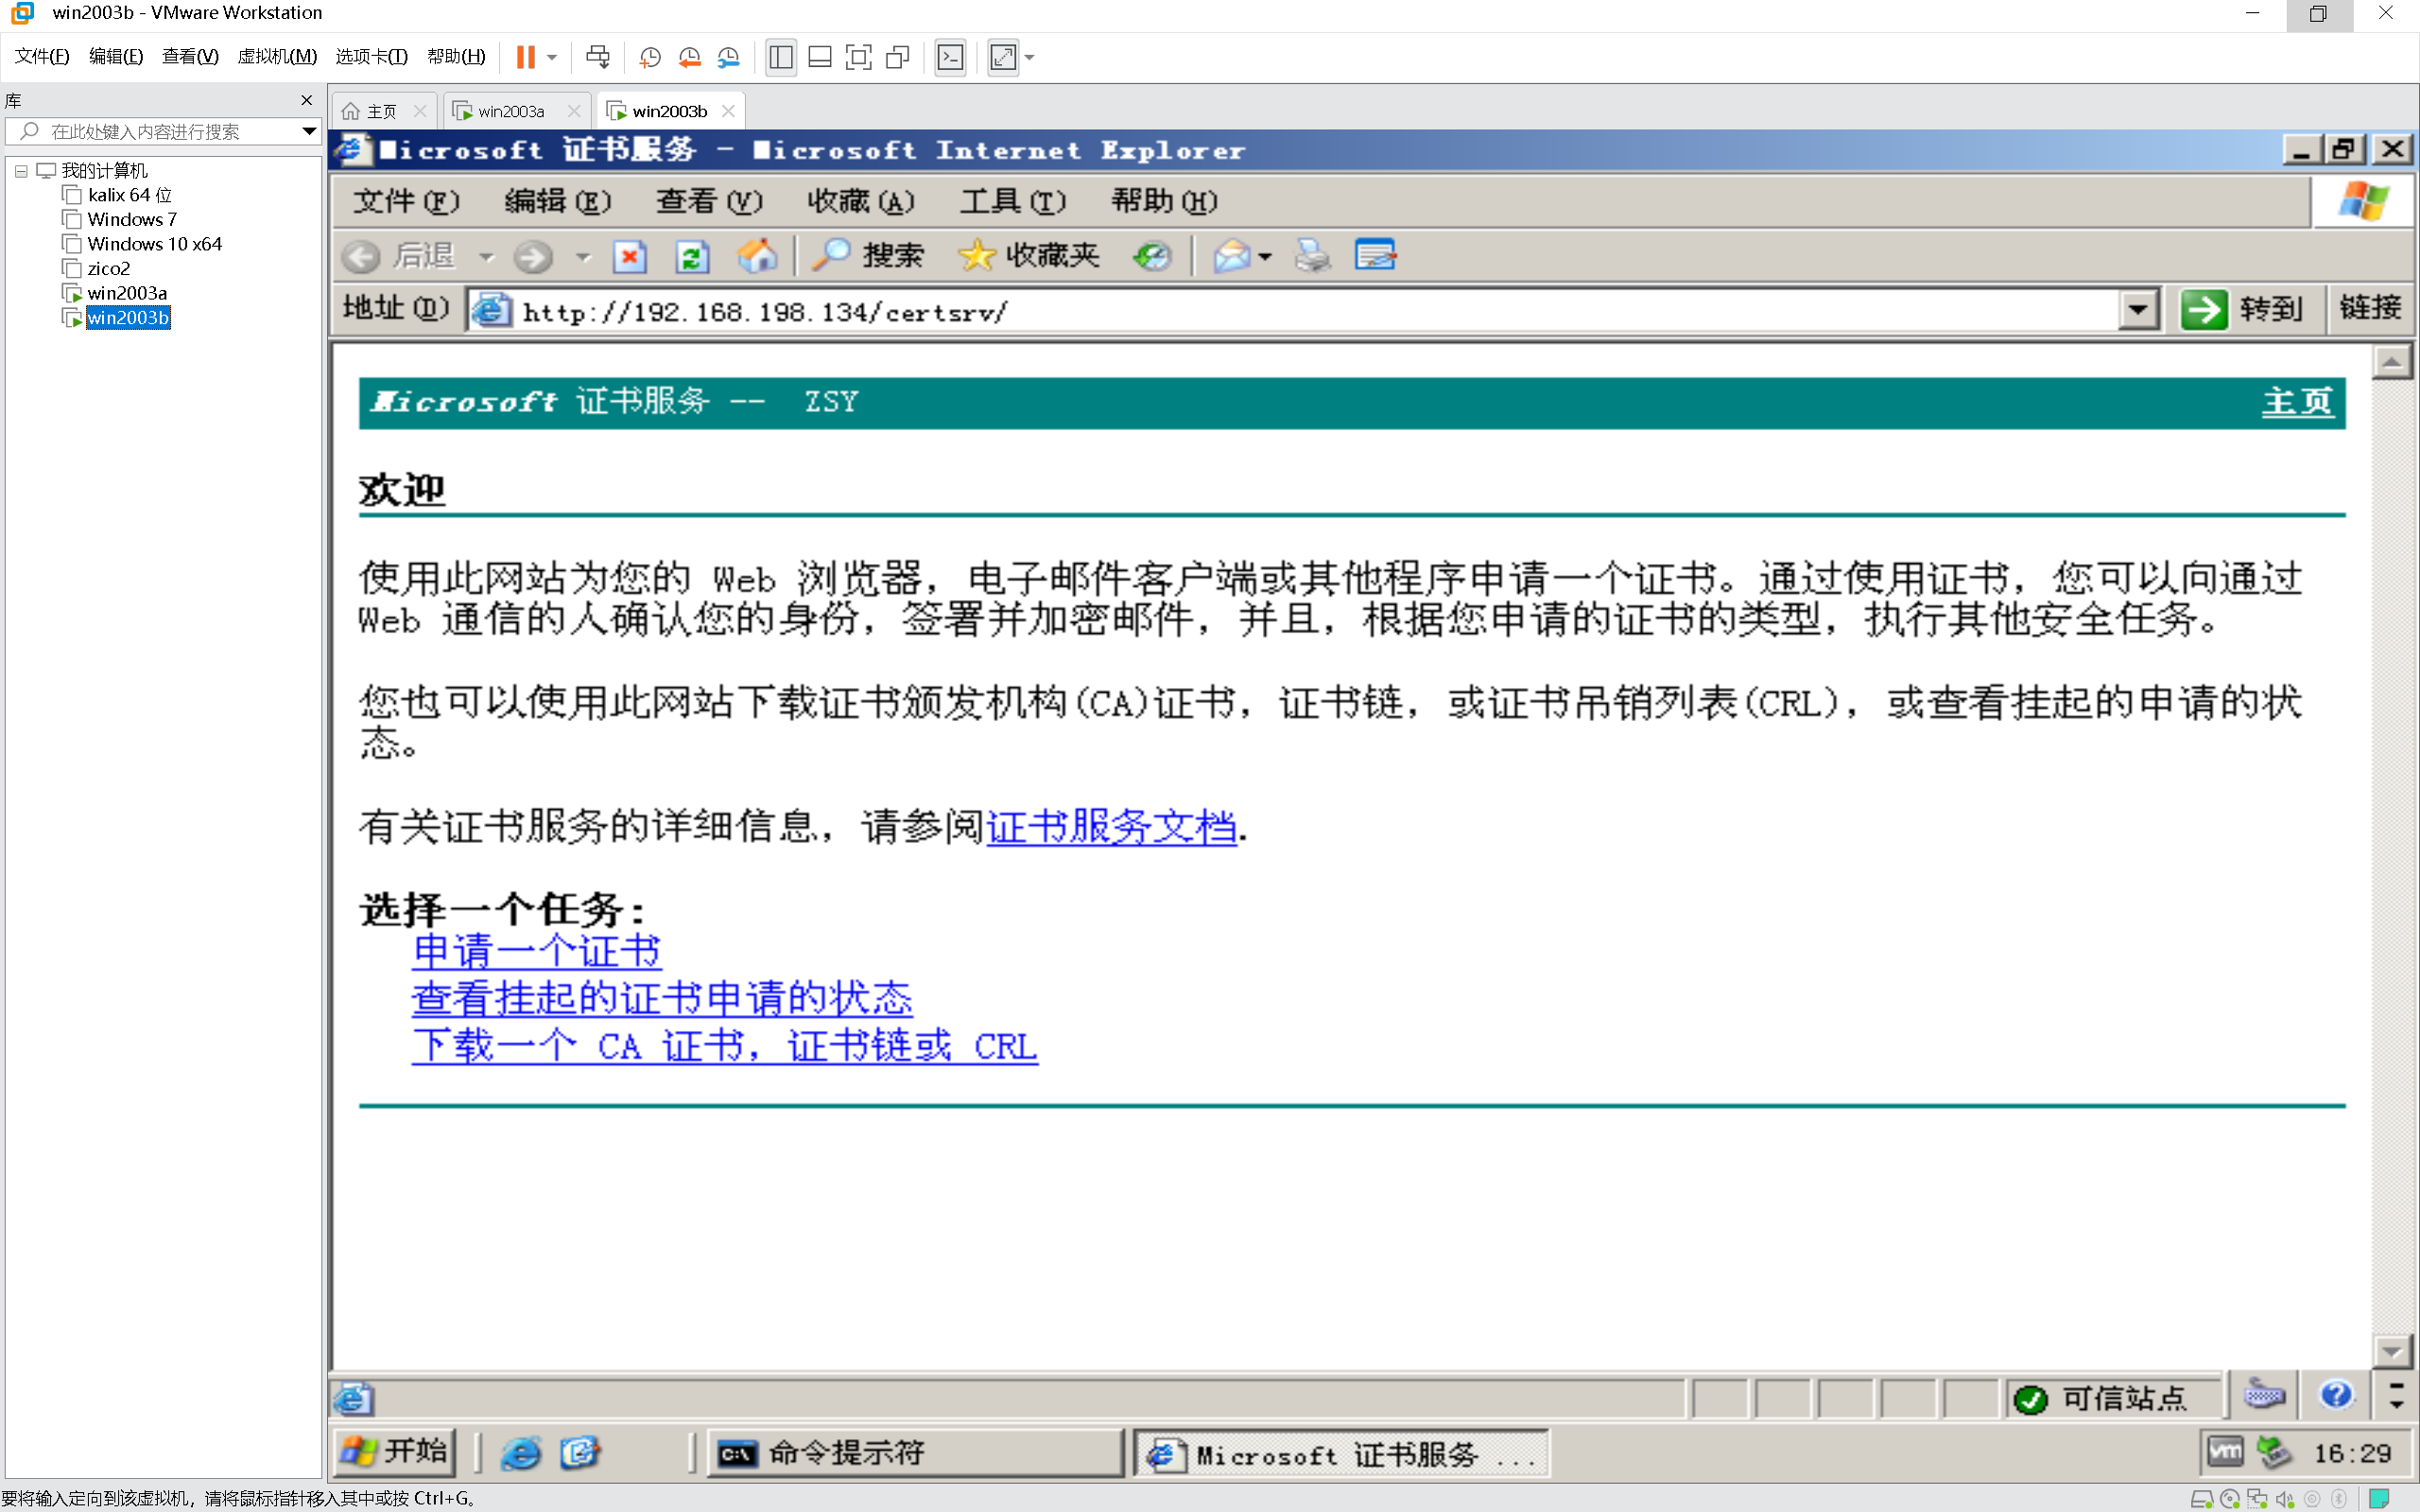 win2003b - VMware Workstation
文件(F) 编辑(E) 查看(V) 虚拟机(M) 选项卡(T) 帮助(H)
库
在此处键入内容进行搜索
我的计算机
kalix 64 位
Windows 7
Windows 10 x64
zico2
win2003a
win2003b
主页 win2003a win2003b
Microsoft 证书服务 - Microsoft Internet Explorer
文件(F) 编辑(E) 查看(V) 收藏(A) 工具(T) 帮助(H)
后退 搜索 收藏夹
地址(D) http://192.168.198.134/certsrv/ 转到 链接
Microsoft 证书服务 -- ZSY 主页
欢迎
使用此网站为您的 Web 浏览器，电子邮件客户端或其他程序申请一个证书。通过使用证书，您可以向通过
Web 通信的人确认您的身份，签署并加密邮件，并且，根据您申请的证书的类型，执行其他安全任务。
您也可以使用此网站下载证书颁发机构(CA)证书，证书链，或证书吊销列表(CRL)，或查看挂起的申请的状
态。
有关证书服务的详细信息，请参阅证书服务文档.
选择一个任务:
申请一个证书
查看挂起的证书申请的状态
下载一个 CA 证书，证书链或 CRL
可信站点
开始 命令提示符 Microsoft 证书服务 ... 16:29
要将输入定向到该虚拟机，请将鼠标指针移入其中或按 Ctrl+G。